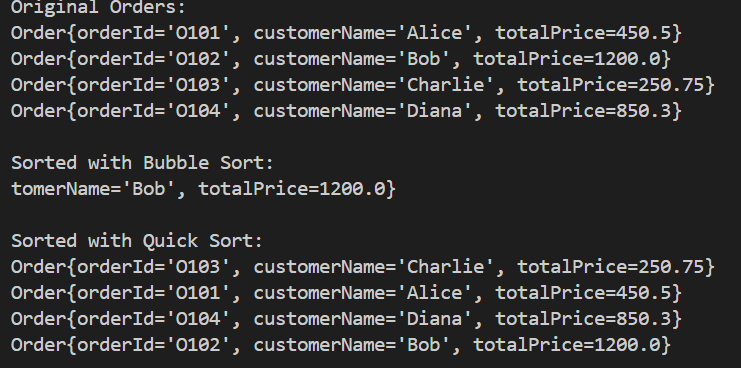 Original Orders:
Order{orderId='O101', customerName='Alice', totalPrice=450.5}
Order{orderId='O102', customerName='Bob', totalPrice=1200.0}
Order{orderId='O103', customerName='Charlie', totalPrice=250.75}
Order{orderId='O104', customerName='Diana', totalPrice=850.3}

Sorted with Bubble Sort:
tomerName='Bob', totalPrice=1200.0}

Sorted with Quick Sort:
Order{orderId='O103', customerName='Charlie', totalPrice=250.75}
Order{orderId='O101', customerName='Alice', totalPrice=450.5}
Order{orderId='O104', customerName='Diana', totalPrice=850.3}
Order{orderId='O102', customerName='Bob', totalPrice=1200.0}